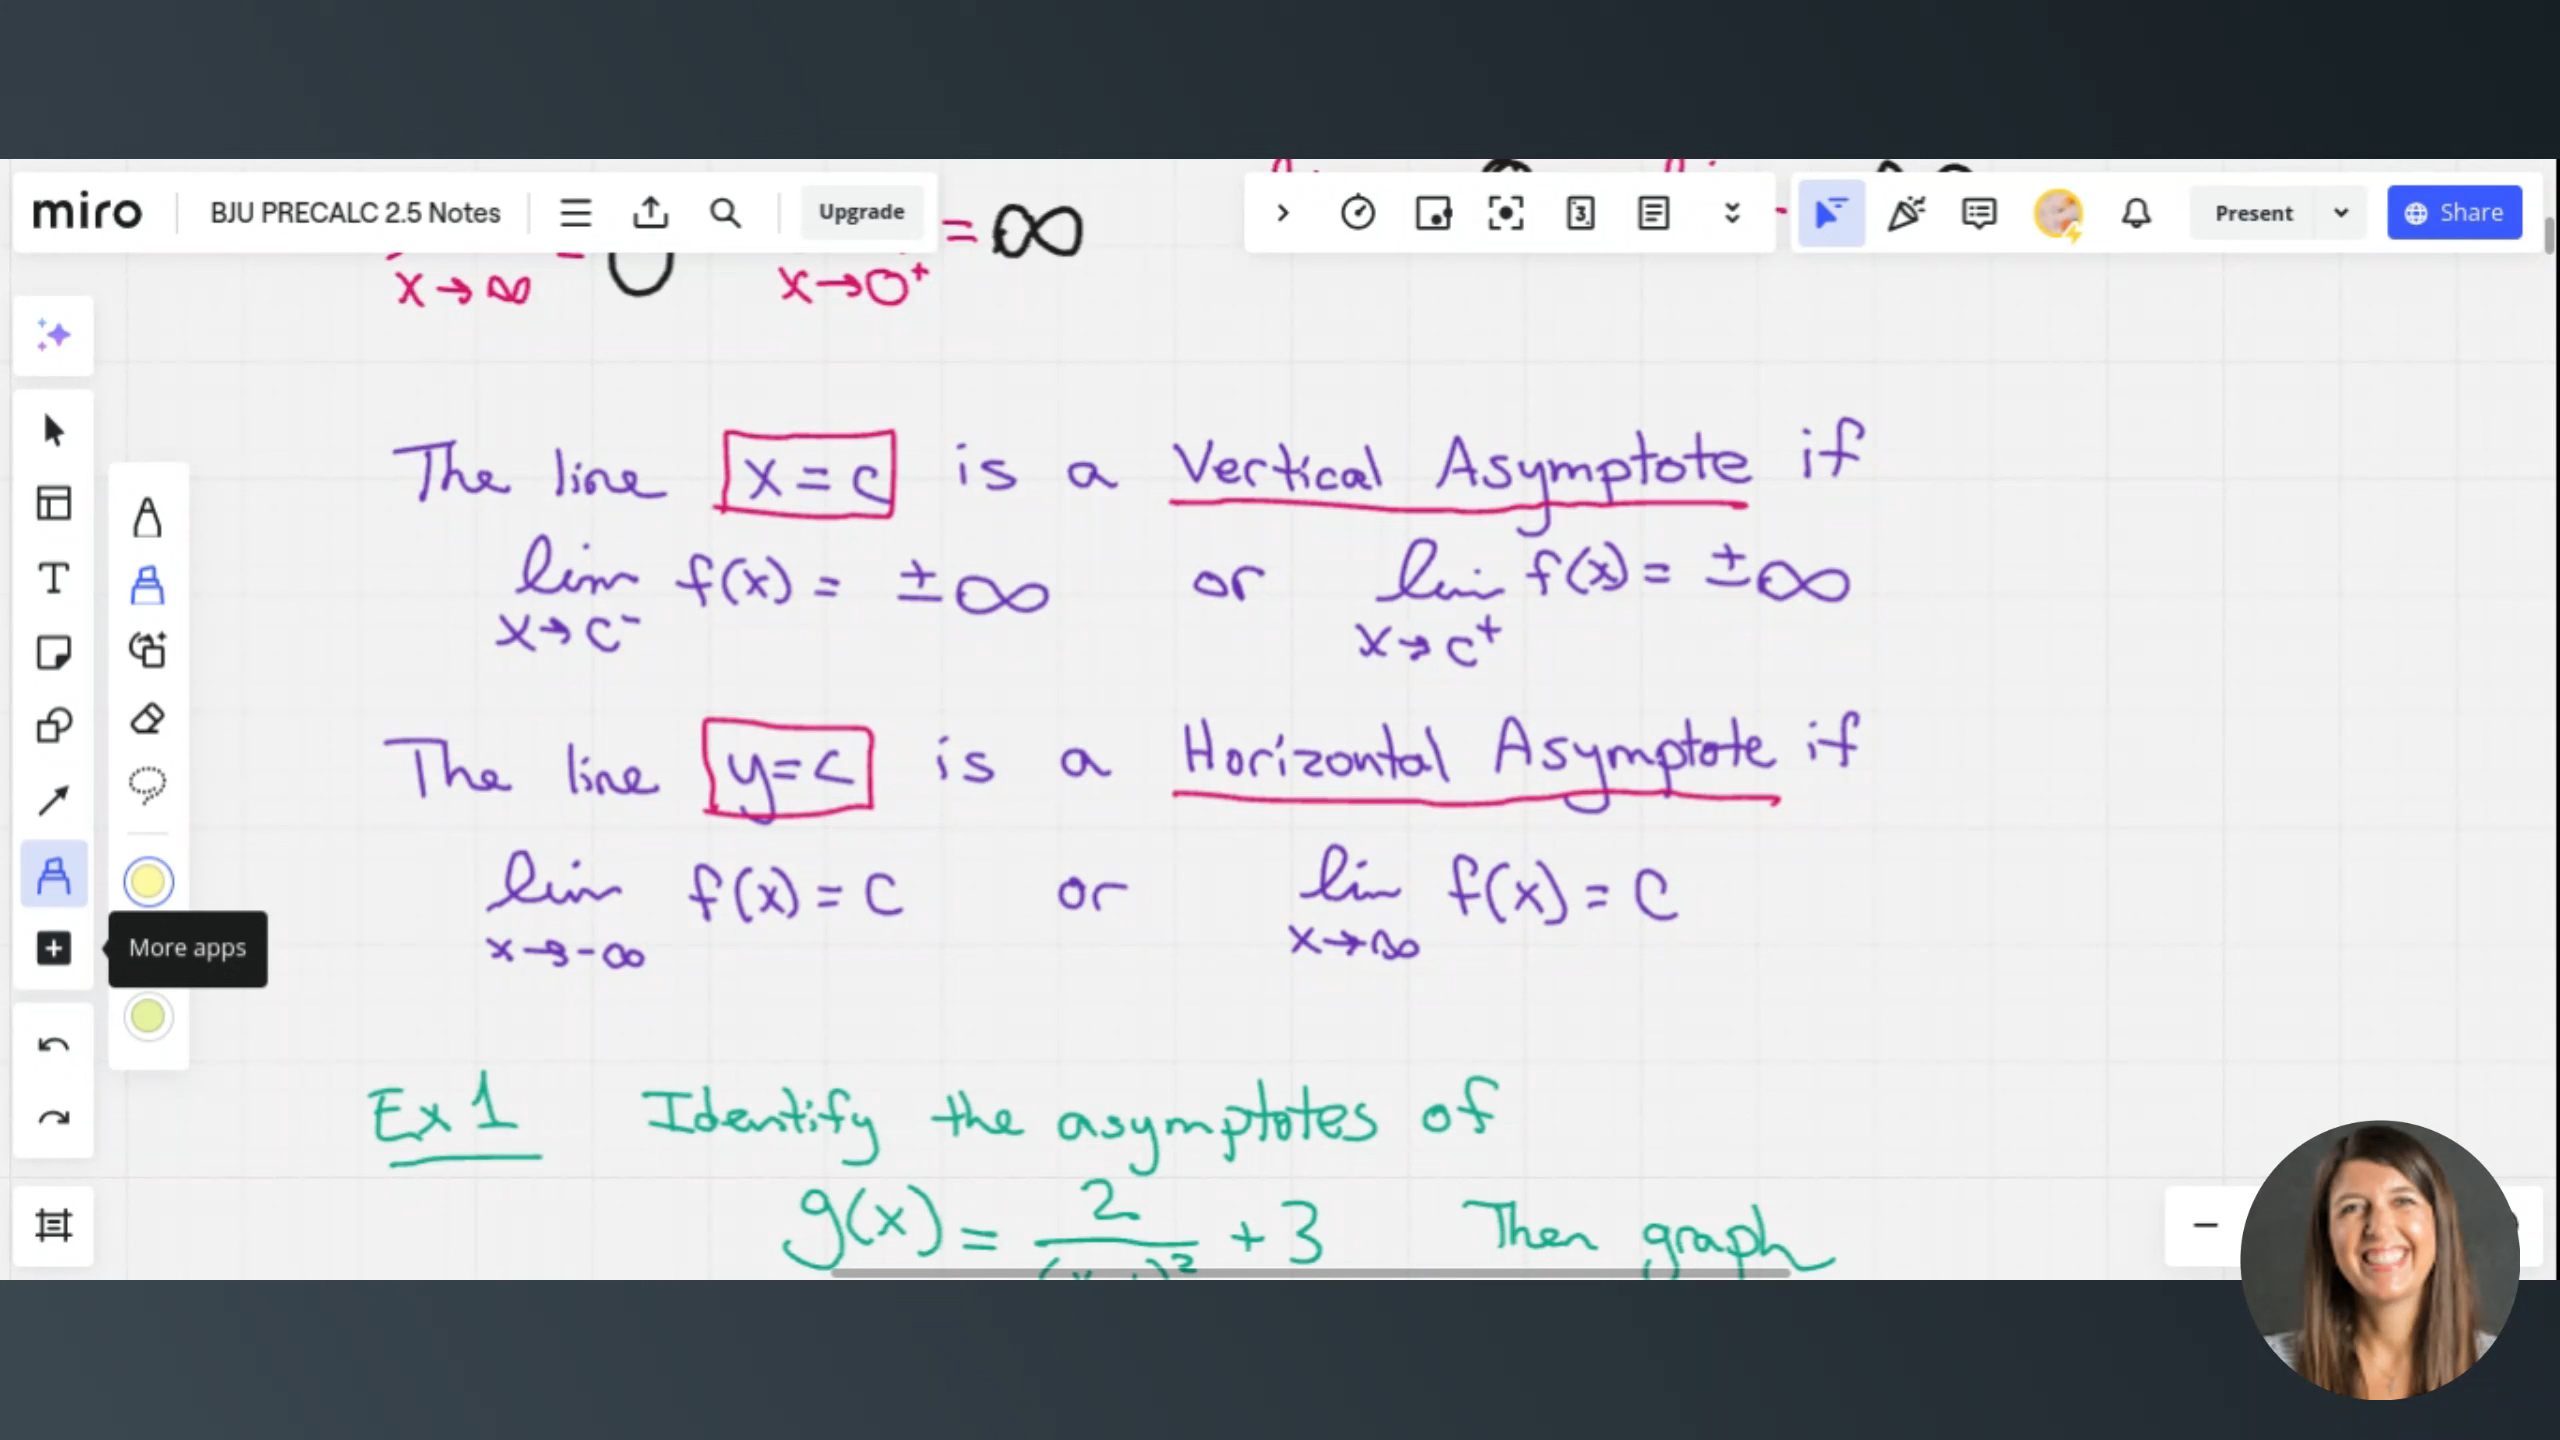 miro BJU PRECALC 2.5 Notes Upgrade Present Share
= ∞
x→∞ = 0 x→0⁺
The line x = c is a Vertical Asymptote if
lim f(x) = ±∞ or lim f(x) = ±∞
x→c⁻ x→c⁺
The line y=c is a Horizontal Asymptote if
lim f(x) = c or lim f(x) = c
x→-∞ x→∞
More apps
Ex 1 Identify the asymptotes of
g(x) = 2 + 3 Then graph